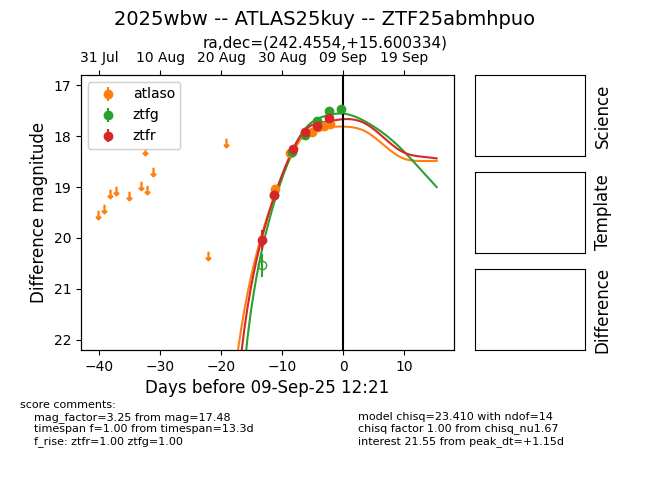 2025wbw -- ATLAS25kuy -- ZTF25abmhpuo
ra,dec=(242.4554,+15.600334)
31 Jul 10 Aug 20 Aug 30 Aug 09 Sep 19 Sep
atlaso
ztfg
ztfr
17
18
19
20
21
22
Difference magnitude
−40 −30 −20 −10 0 10
Days before 09-Sep-25 12:21
Science
Template
Difference
score comments:
mag_factor=3.25 from mag=17.48
timespan f=1.00 from timespan=13.3d
f_rise: ztfr=1.00 ztfg=1.00
model chisq=23.410 with ndof=14
chisq factor 1.00 from chisq_nu1.67
interest 21.55 from peak_dt=+1.15d